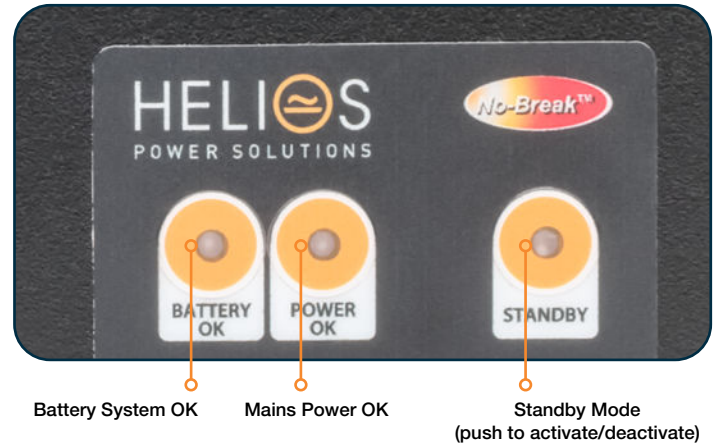 HELIOS
POWER SOLUTIONS
No-Break™
BATTERY
OK
POWER
OK
STANDBY
Battery System OK
Mains Power OK
Standby Mode
(push to activate/deactivate)